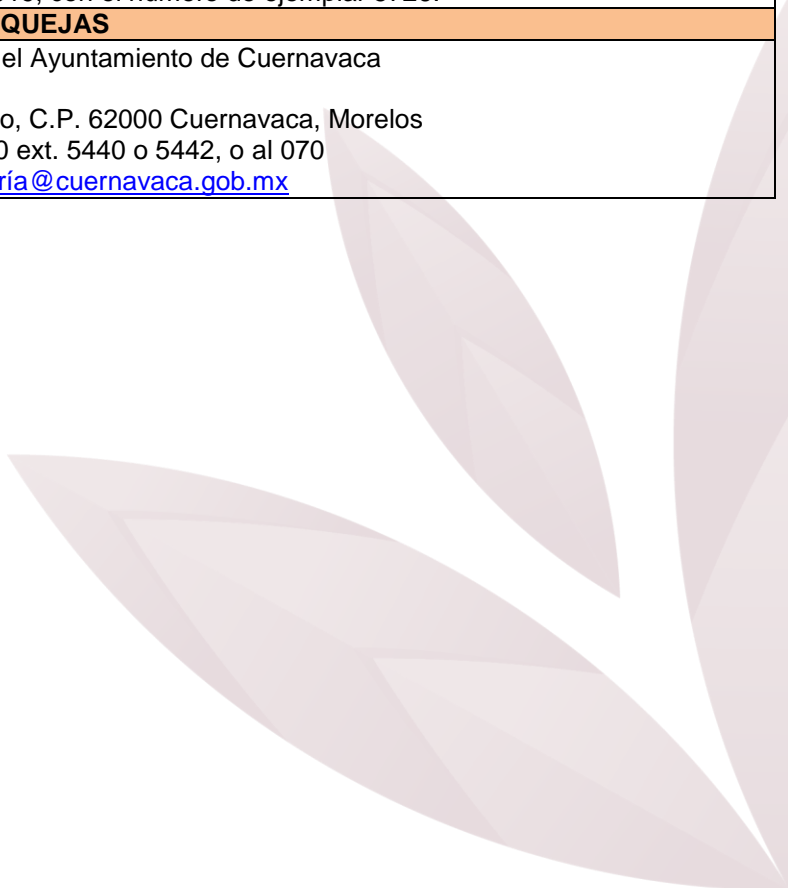 QUEJAS
el Ayuntamiento de Cuernavaca
o, C.P. 62000 Cuernavaca, Morelos
0 ext. 5440 o 5442, o al 070
ría@cuernavaca.gob.mx